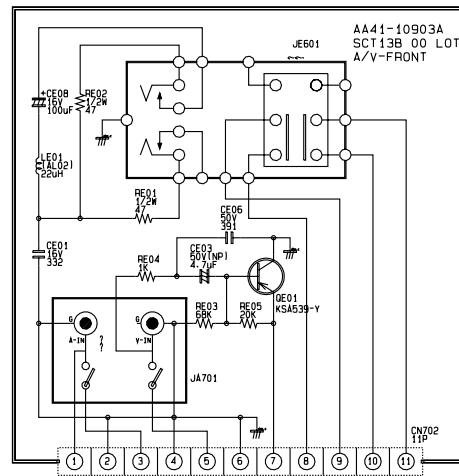 AA41-10903A
SCT13B 00 LOT
A/V-FRONT
JE601
??
+CE08
16V
100uF
RE02
1/2W
47
LE01
(AL02)
22uH
RE01
1/2W
47
CE06
50V
391
CE01
16V
332
RE04
1K
CE03
50V(NP)
4.7uF
QE01
KSA539-Y
RE03
68K
RE05
20K
G
A-IN
?
?
G
V-IN
JA701
CN702
11P
1 2 3 4 5 6 7 8 9 10 11